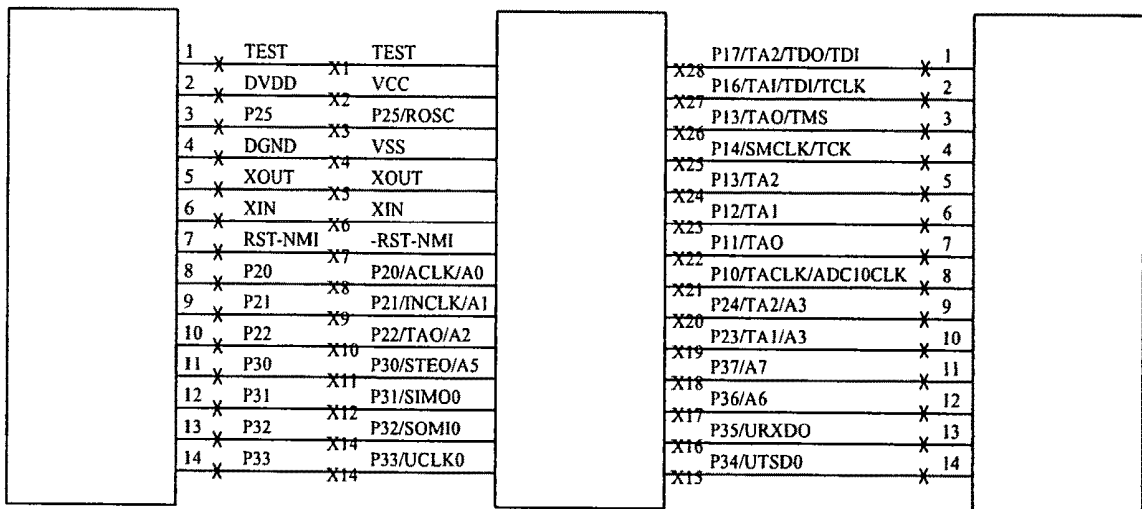 1 TEST X1 TEST
2 DVDD X2 VCC
3 P25 X3 P25/ROSC
4 DGND X4 VSS
5 XOUT X5 XOUT
6 XIN X6 XIN
7 RST-NMI X7 -RST-NMI
8 P20 X8 P20/ACLK/A0
9 P21 X9 P21/INCLK/A1
10 P22 X10 P22/TAO/A2
11 P30 X11 P30/STEO/A5
12 P31 X12 P31/SIMO0
13 P32 X14 P32/SOMI0
14 P33 X14 P33/UCLK0
X28 P17/TA2/TDO/TDI 1
X27 P16/TAI/TDI/TCLK 2
X26 P13/TAO/TMS 3
X25 P14/SMCLK/TCK 4
X24 P13/TA2 5
X23 P12/TA1 6
X22 P11/TAO 7
X21 P10/TACLK/ADC10CLK 8
X20 P24/TA2/A3 9
X19 P23/TA1/A3 10
X18 P37/A7 11
X17 P36/A6 12
X16 P35/URXDO 13
X15 P34/UTSD0 14